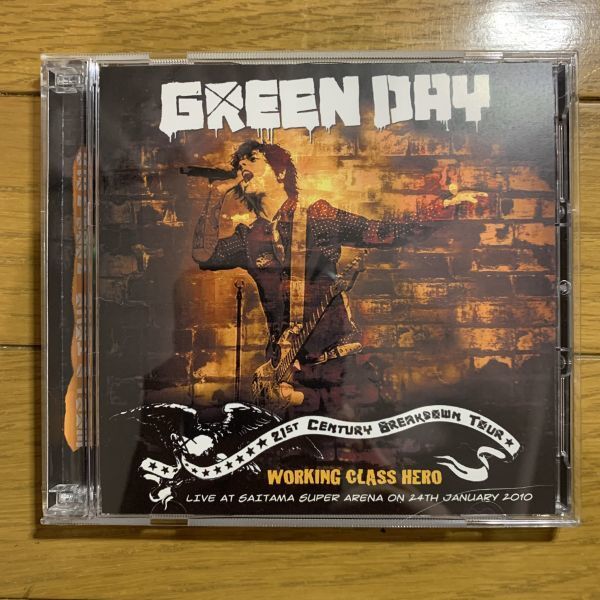 GREEN DAY
21ST CENTURY BREAKDOWN TOUR
WORKING CLASS HERO
LIVE AT SAITAMA SUPER ARENA ON 24TH JANUARY 2010